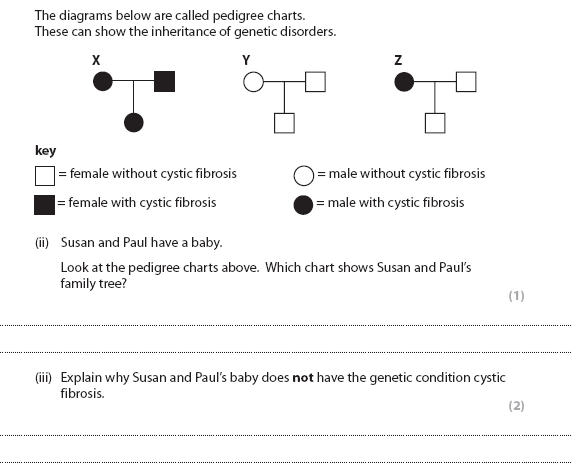 The diagrams below are called pedigree charts.
These can show the inheritance of genetic disorders.
X Y Z
key
= female without cystic fibrosis = male without cystic fibrosis
= female with cystic fibrosis = male with cystic fibrosis
(ii) Susan and Paul have a baby.
Look at the pedigree charts above. Which chart shows Susan and Paul's
family tree?
(1)
(iii) Explain why Susan and Paul's baby does not have the genetic condition cystic
fibrosis.
(2)